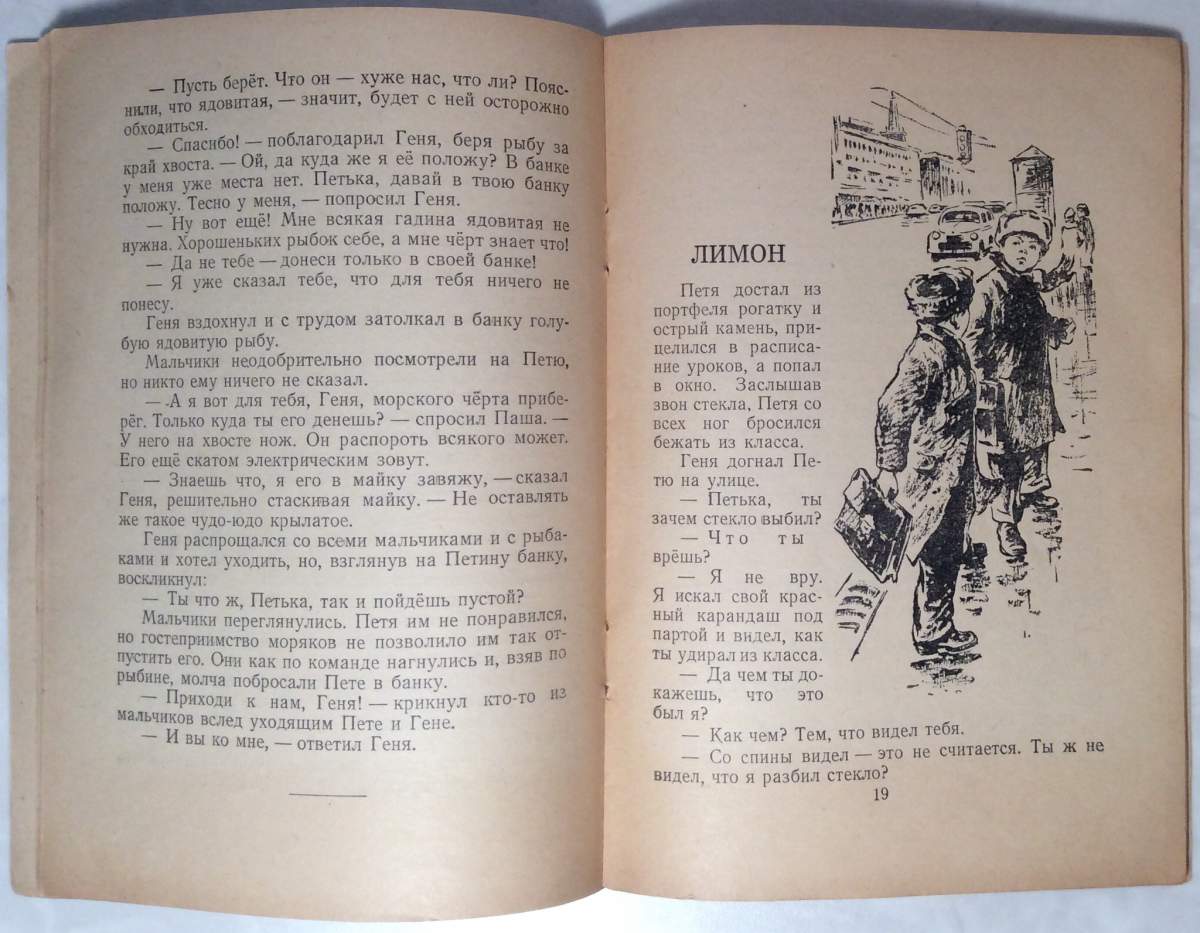 — Пусть берёт. Что он — хуже нас, что ли? Пояс-
нили, что ядовитая, — значит, будет с ней осторожно
обходиться.
— Спасибо! — поблагодарил Геня, беря рыбу за
край хвоста. — Ой, да куда же я её положу? В банке
у меня уже места нет. Петька, давай в твою банку
положу. Тесно у меня, — попросил Геня.
— Ну вот ещё! Мне всякая гадина ядовитая не
нужна. Хорошеньких рыбок себе, а мне чёрт знает что!
— Да не тебе — донеси только в своей банке!
— Я уже сказал тебе, что для тебя ничего не
понесу.
Геня вздохнул и с трудом затолкал в банку голу-
бую ядовитую рыбу.
Мальчики неодобрительно посмотрели на Петю,
но никто ему ничего не сказал.
— А я вот для тебя, Геня, морского чёрта прибе-
рёг. Только куда ты его денешь? — спросил Паша. —
У него на хвосте нож. Он распороть всякого может.
Его ещё скатом электрическим зовут.
— Знаешь что, я его в майку завяжу, — сказал
Геня, решительно стаскивая майку. — Не оставлять
же такое чудо-юдо крылатое.
Геня распрощался со всеми мальчиками и с рыба-
ками и хотел уходить, но, взглянув на Петину банку,
воскликнул:
— Ты что ж, Петька, так и пойдёшь пустой?
Мальчики переглянулись. Петя им не понравился,
но гостеприимство моряков не позволило им так от-
пустить его. Они как по команде нагнулись и, взяв по
рыбине, молча побросали Пете в банку.
— Приходи к нам, Геня! — крикнул кто-то из
мальчиков вслед уходящим Пете и Гене.
— И вы ко мне, — ответил Геня.
ЛИМОН
Петя достал из
портфеля рогатку и
острый камень, при-
целился в расписа-
ние уроков, а попал
в окно. Заслышав
звон стекла, Петя со
всех ног бросился
бежать из класса.
Геня догнал Пе-
тю на улице.
— Петька, ты
зачем стекло выбил?
— Что ты
врёшь?
— Я не вру.
Я искал свой крас-
ный карандаш под
партой и видел, как
ты удирал из класса.
— Да чем ты до-
кажешь, что это
был я?
— Как чем? Тем, что видел тебя.
— Со спины видел — это не считается. Ты ж не
видел, что я разбил стекло?
19